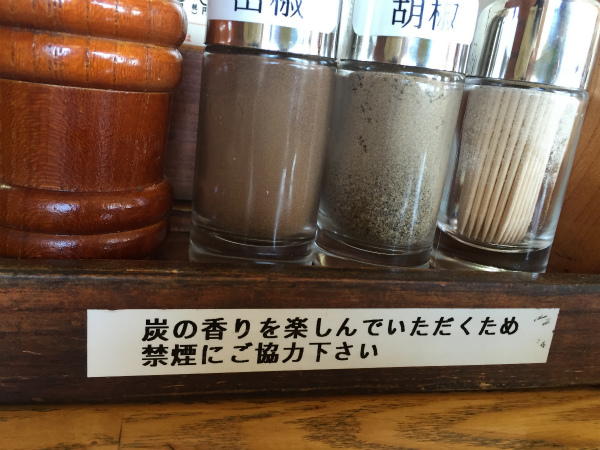 山椒
胡椒
炭の香りを楽しんでいただくため
禁煙にご協力下さい